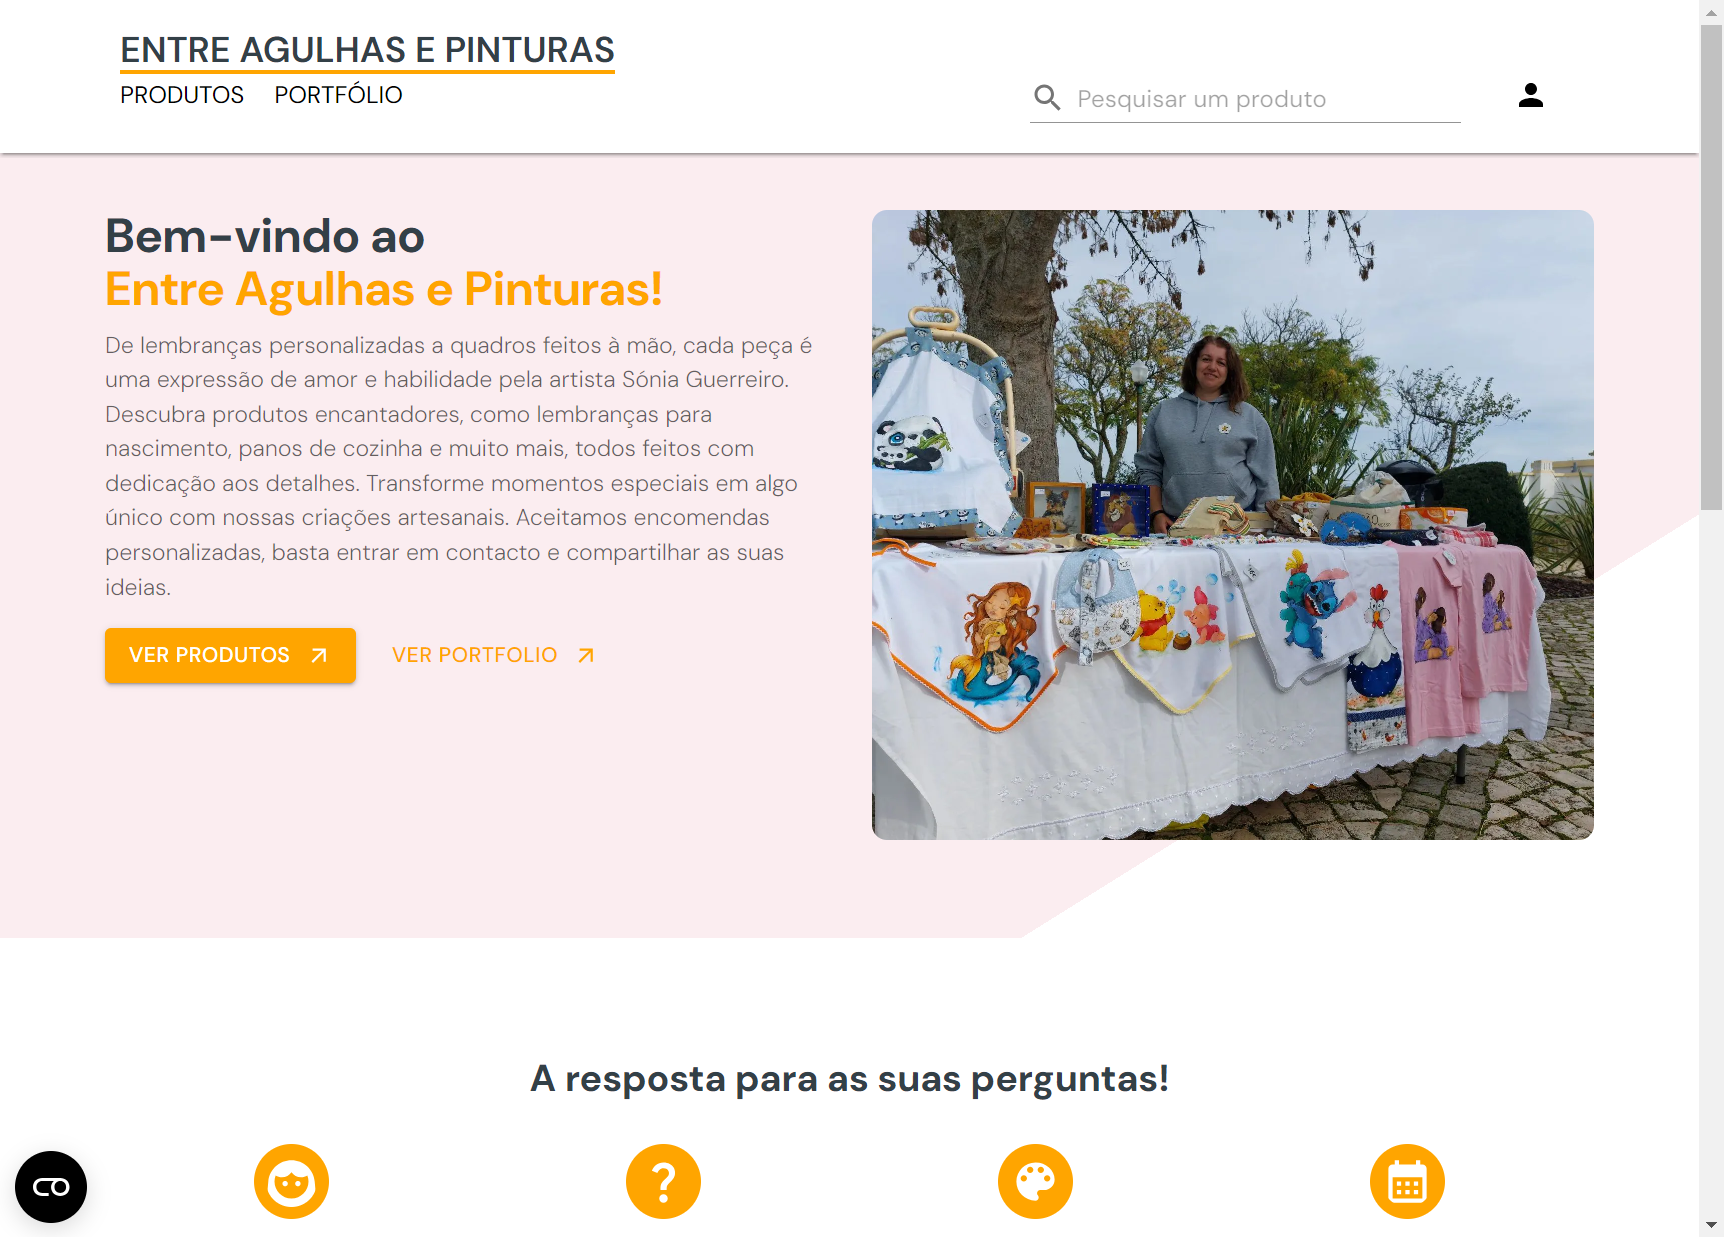 ENTRE AGULHAS E PINTURAS
PRODUTOS PORTFÓLIO
Pesquisar um produto
Bem-vindo ao
Entre Agulhas e Pinturas!
De lembranças personalizadas a quadros feitos à mão, cada peça é
uma expressão de amor e habilidade pela artista Sónia Guerreiro.
Descubra produtos encantadores, como lembranças para
nascimento, panos de cozinha e muito mais, todos feitos com
dedicação aos detalhes. Transforme momentos especiais em algo
único com nossas criações artesanais. Aceitamos encomendas
personalizadas, basta entrar em contacto e compartilhar as suas
ideias.
VER PRODUTOS
VER PORTFOLIO
A resposta para as suas perguntas!